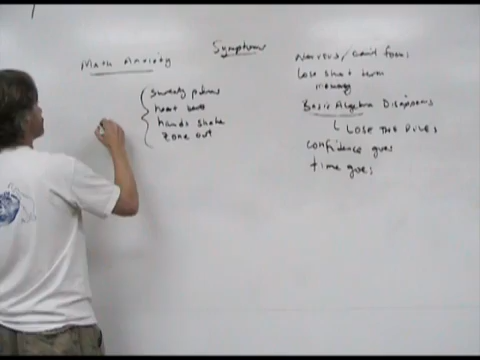 Math Anxiety
Symptoms
sweaty palms
heart beats
hands shake
zone out
Nervous/can't focus
lose short term
memory
Basic Algebra Disappears
LOSE THE RULES
confidence goes
time goes